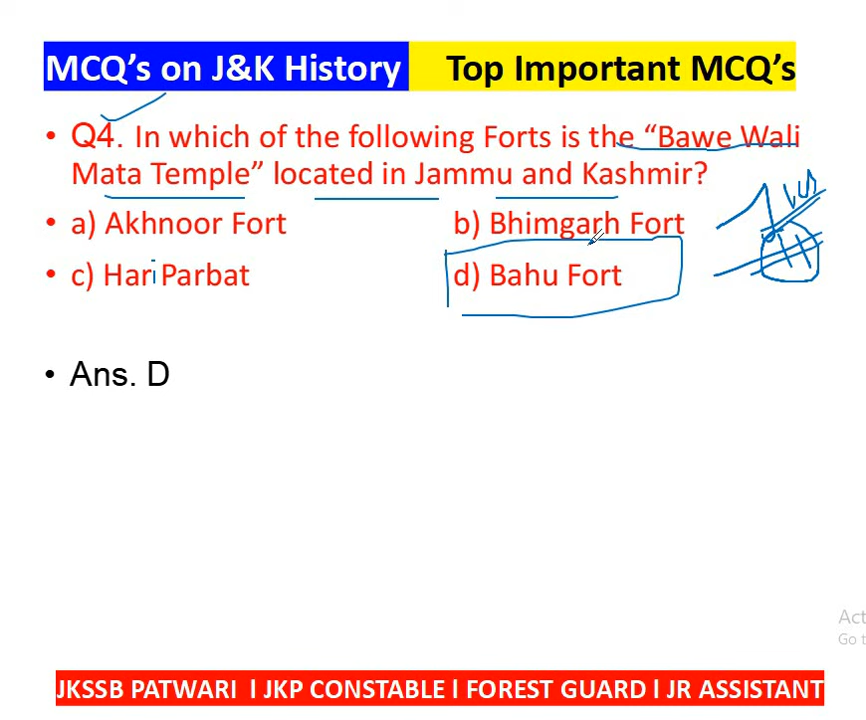 MCQ's on J&K History Top Important MCQ's
• Q4. In which of the following Forts is the “Bawe Wali
Mata Temple” located in Jammu and Kashmir?
• a) Akhnoor Fort b) Bhimgarh Fort
• c) Hari Parbat d) Bahu Fort
• Ans. D
Act
Go t
JKSSB PATWARI l JKP CONSTABLE l FOREST GUARD l JR ASSISTANT